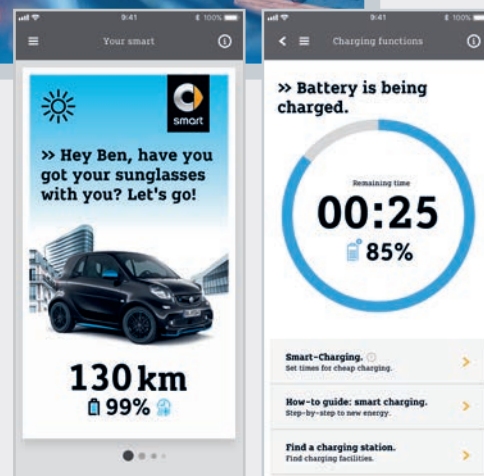 9:41
100%
Your smart
smart
» Hey Ben, have you
got your sunglasses
with you? Let's go!
130 km
99%
9:41
100%
Charging functions
» Battery is being
charged.
Remaining time
00:25
85%
Smart-Charging.
Set times for cheap charging.
How-to guide: smart charging.
Step-by-step to new energy.
Find a charging station.
Find charging facilities.